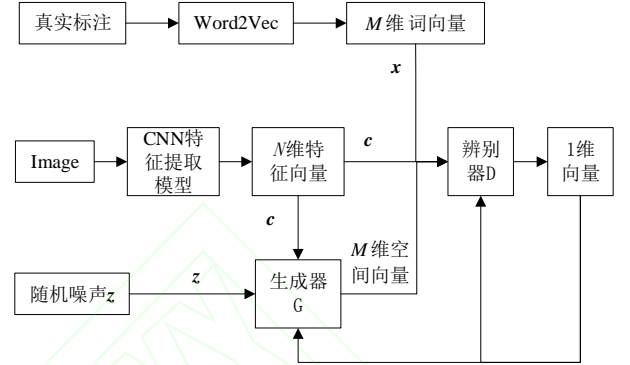 真实标注
Word2Vec
M维 词向量
x
Image
CNN特
征提取
模型
N维特
征向量
c
辨别
器D
1维
向量
c
M维空
间向量
随机噪声z
z
生成器
G